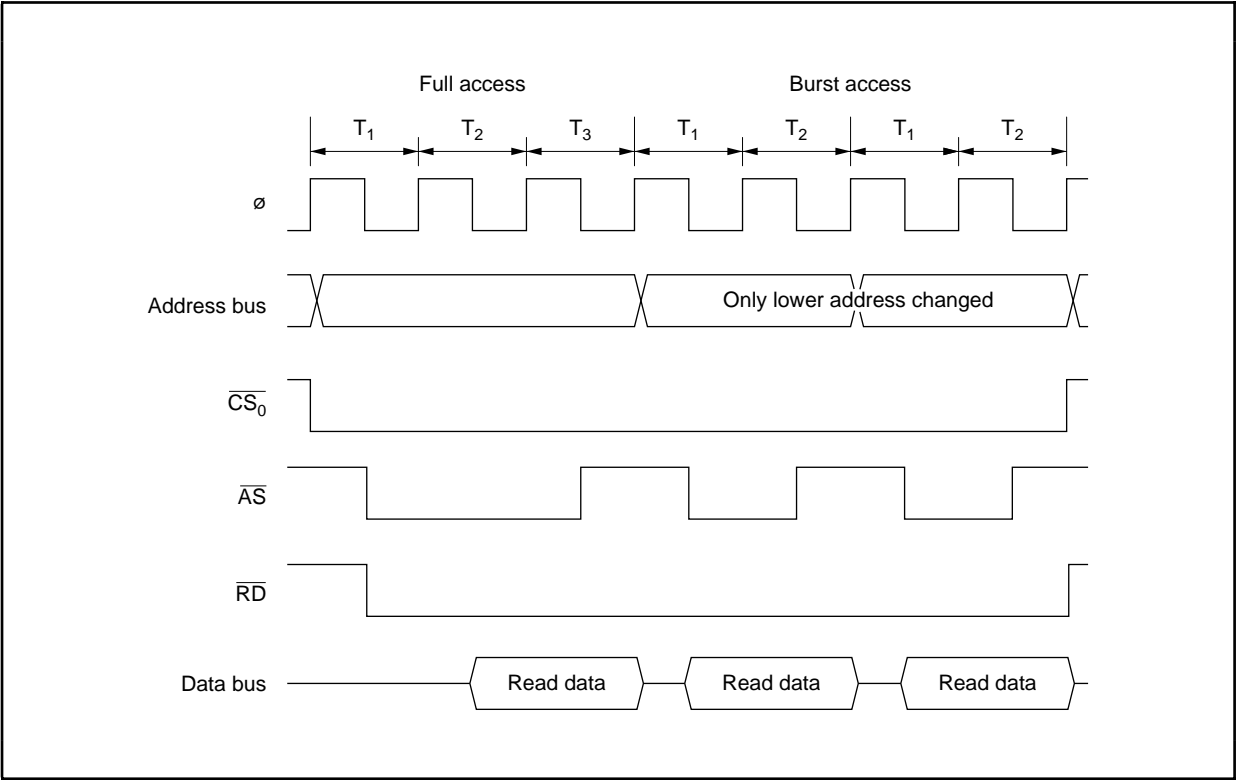 Full access Burst access
T1 T2 T3 T1 T2 T1 T2
ø
Address bus Only lower address changed
CS0
AS
RD
Data bus Read data Read data Read data